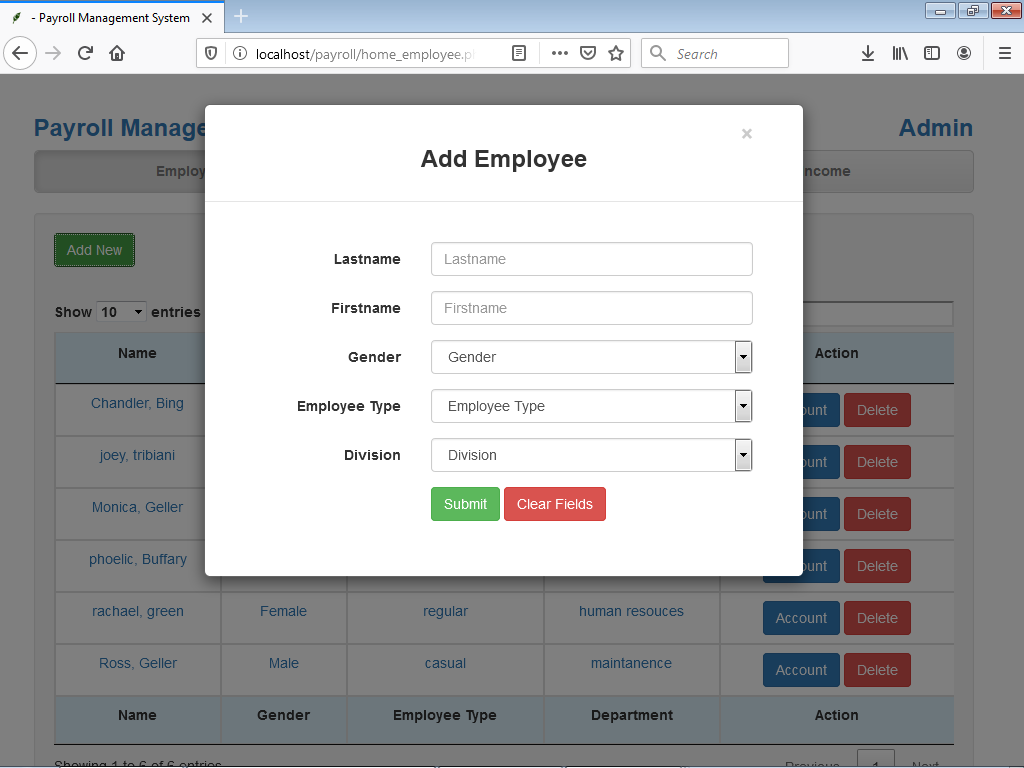 - Payroll Management System
localhost/payroll/home_employee.p
Search
Payroll Manage
Admin
Add Employee
Employ
ncome
Add New
Lastname Lastname
Firstname Firstname
Show 10 entries
Gender Gender
Name Action
Employee Type Employee Type
Chandler, Bing ount Delete
Division Division
joey, tribiani ount Delete
Submit Clear Fields
Monica, Geller ount Delete
phoelic, Buffary ount Delete
rachael, green Female regular human resouces Account Delete
Ross, Geller Male casual maintanence Account Delete
Name Gender Employee Type Department Action
Showing 1 to 6 of 6 entries
Previous 1 Next